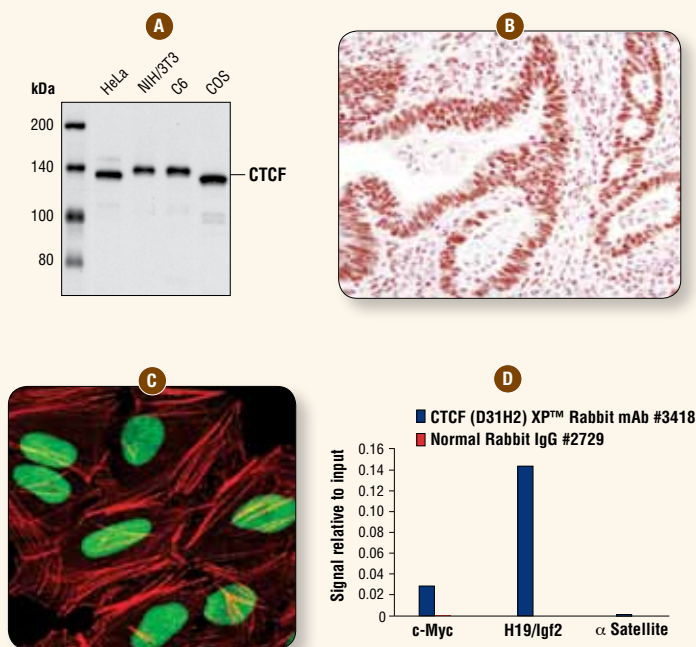 A
kDa
HeLa
NIH/3T3
C6
COS
200
140
100
80
CTCF
B
C
D
CTCF (D31H2) XP™ Rabbit mAb #3418
Normal Rabbit IgG #2729
Signal relative to input
0.16
0.14
0.12
0.10
0.08
0.06
0.04
0.02
0
c-Myc
H19/Igf2
α Satellite